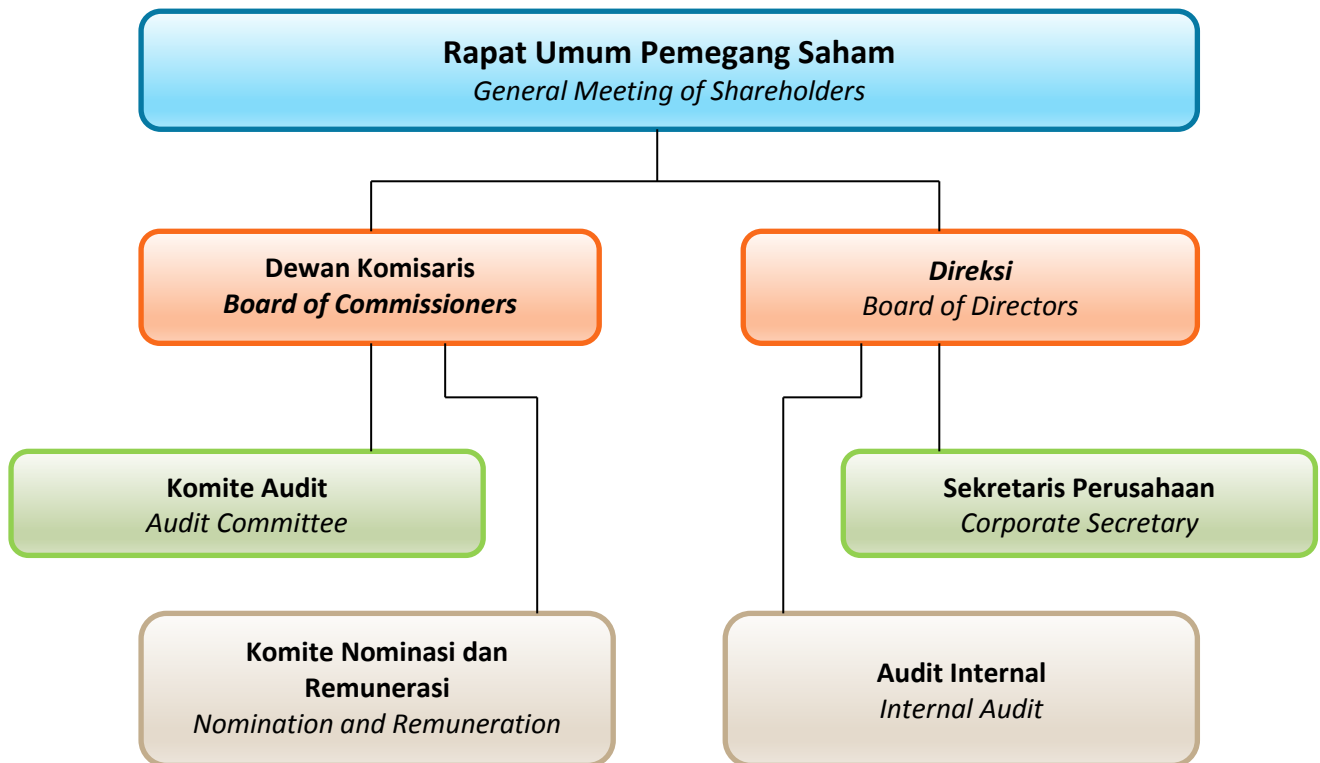 Rapat Umum Pemegang Saham
General Meeting of Shareholders
Dewan Komisaris
Board of Commissioners
Direksi
Board of Directors
Komite Audit
Audit Committee
Sekretaris Perusahaan
Corporate Secretary
Komite Nominasi dan
Remunerasi
Nomination and Remuneration
Audit Internal
Internal Audit